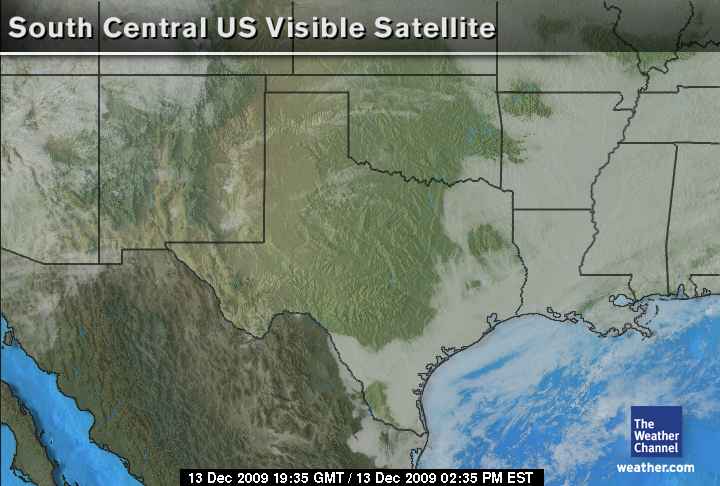 South Central US Visible Satellite
The
Weather
Channel
weather.com
13 Dec 2009 19:35 GMT / 13 Dec 2009 02:35 PM EST